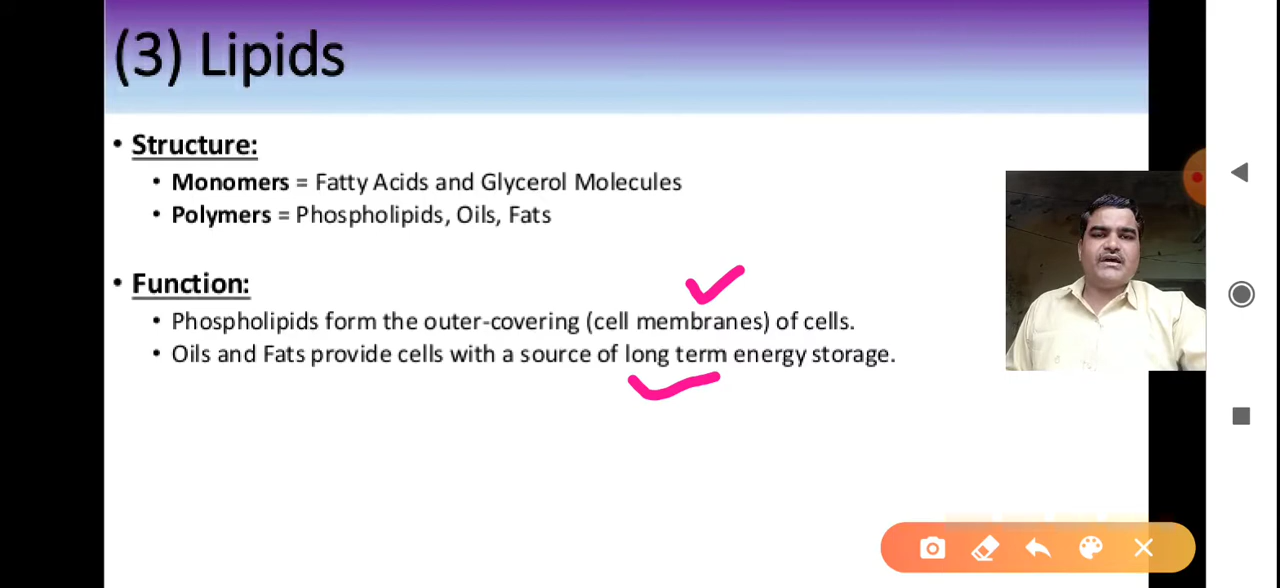 (3) Lipids
• Structure:
• Monomers = Fatty Acids and Glycerol Molecules
• Polymers = Phospholipids, Oils, Fats
• Function:
• Phospholipids form the outer-covering (cell membranes) of cells.
• Oils and Fats provide cells with a source of long term energy storage.